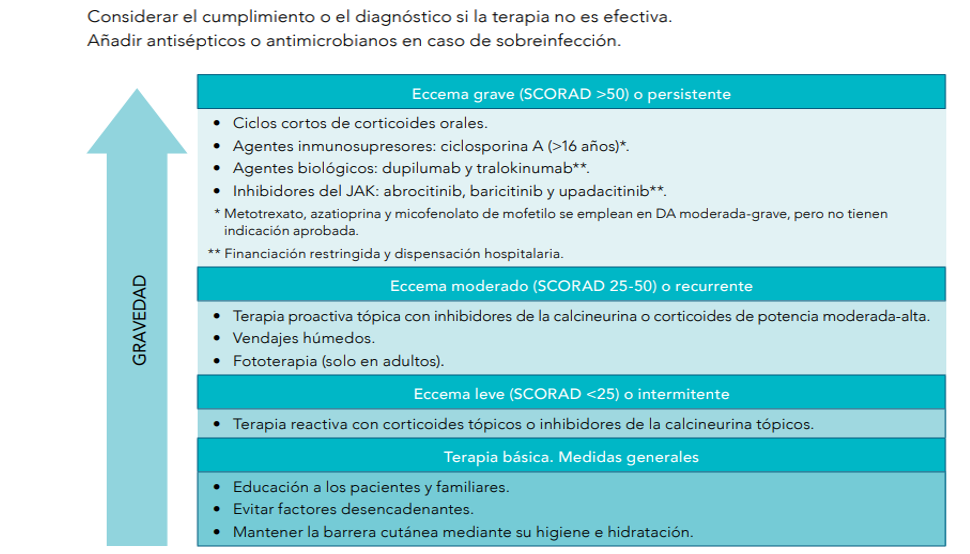 Considerar el cumplimiento o el diagnóstico si la terapia no es efectiva.
Añadir antisépticos o antimicrobianos en caso de sobreinfección.
GRAVEDAD
Eccema grave (SCORAD >50) o persistente
• Ciclos cortos de corticoides orales.
• Agentes inmunosupresores: ciclosporina A (>16 años)*.
• Agentes biológicos: dupilumab y tralokinumab**.
• Inhibidores del JAK: abrocitinib, baricitinib y upadacitinib**.
* Metotrexato, azatioprina y micofenolato de mofetilo se emplean en DA moderada-grave, pero no tienen
indicación aprobada.
** Financiación restringida y dispensación hospitalaria.
Eccema moderado (SCORAD 25-50) o recurrente
• Terapia proactiva tópica con inhibidores de la calcineurina o corticoides de potencia moderada-alta.
• Vendajes húmedos.
• Fototerapia (solo en adultos).
Eccema leve (SCORAD <25) o intermitente
• Terapia reactiva con corticoides tópicos o inhibidores de la calcineurina tópicos.
Terapia básica. Medidas generales
• Educación a los pacientes y familiares.
• Evitar factores desencadenantes.
• Mantener la barrera cutánea mediante su higiene e hidratación.